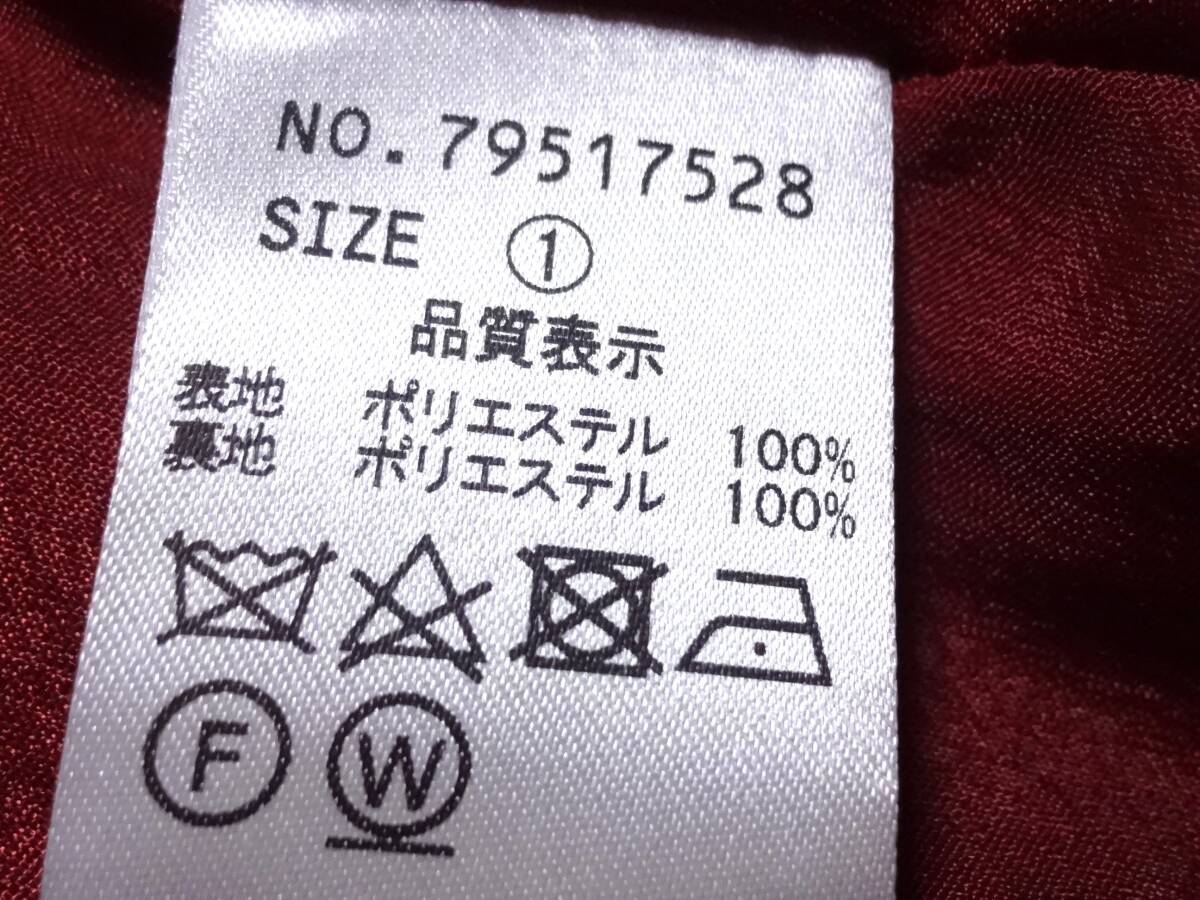 NO.79517528
SIZE ①
品質表示
表地 ポリエステル 100%
裏地 ポリエステル 100%
F W